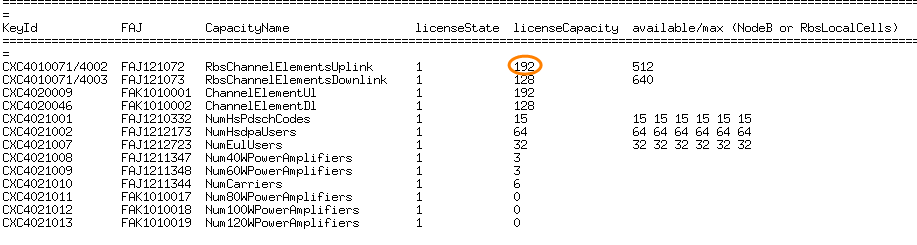 ================================================================================
=
KeyId FAJ CapacityName licenseState licenseCapacity available/max (NodeB or RbsLocalCells)
================================================================================
=
CXC4010071/4002 FAJ121072 RbsChannelElementsUplink 1 192 512
CXC4010071/4003 FAJ121073 RbsChannelElementsDownlink 1 128 640
CXC4020009 FAK1010001 ChannelElementUl 1 192
CXC4020046 FAK1010002 ChannelElementDl 1 128
CXC4021001 FAJ1210332 NumHsPdschCodes 1 15 15 15 15 15 15 15
CXC4021002 FAJ1212173 NumHsdpaUsers 1 64 64 64 64 64 64 64
CXC4021007 FAJ1212723 NumEulUsers 1 32 32 32 32 32 32 32
CXC4021008 FAJ1211347 Num40WPowerAmplifiers 1 3
CXC4021009 FAJ1211348 Num60WPowerAmplifiers 1 3
CXC4021010 FAJ1211344 NumCarriers 1 6
CXC4021011 FAK1010017 Num80WPowerAmplifiers 1 0
CXC4021012 FAK1010018 Num100WPowerAmplifiers 1 0
CXC4021013 FAK1010019 Num120WPowerAmplifiers 1 0